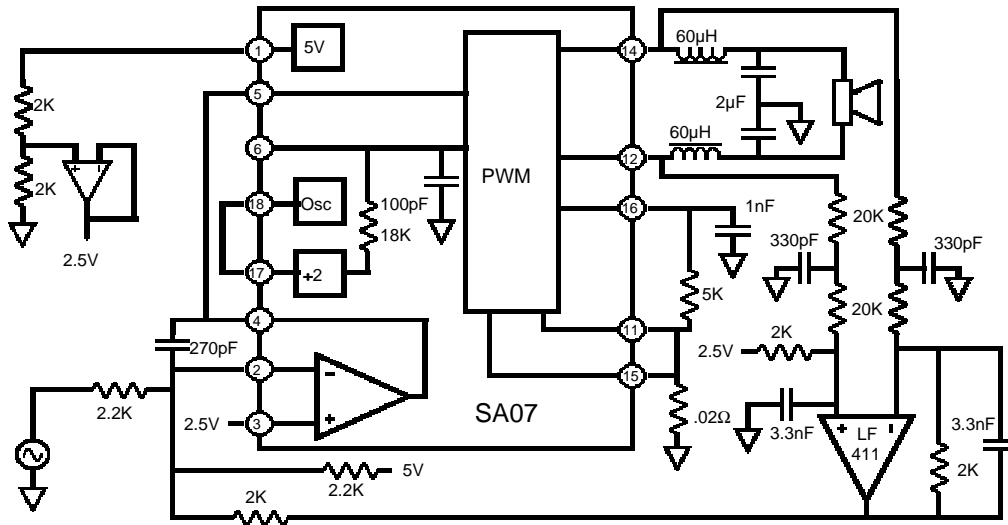 1
5V
14
60µH
2K
5
2µF
2K
6
60µH
12
PWM
18
Osc
100pF
18K
16
1nF
20K
2.5V
330pF
330pF
17
÷2
5K
20K
4
11
270pF
2K
2.5V
2
−
15
2.2K
SA07
.02Ω
2.5V
3
+
3.3nF
+
−
LF
411
3.3nF
2K
5V
2.2K
2K
+
−